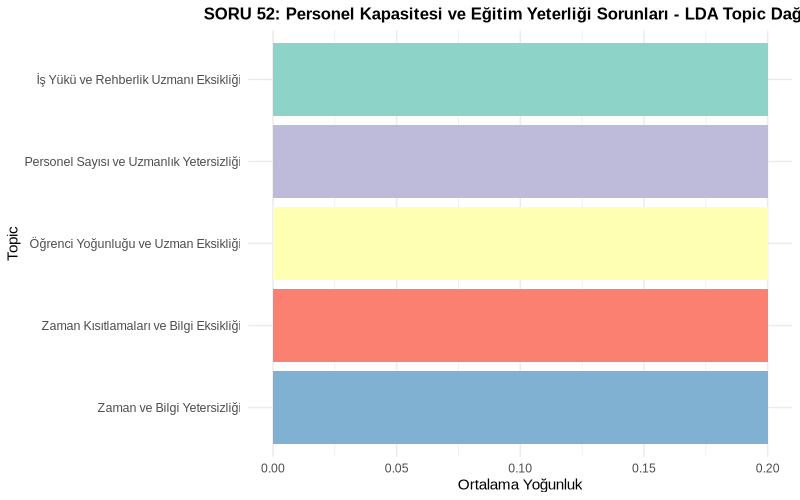 SORU 52: Personel Kapasitesi ve Eğitim Yeterliği Sorunları - LDA Topic Dağ
İş Yükü ve Rehberlik Uzmanı Eksikliği
Personel Sayısı ve Uzmanlık Yetersizliği
Öğrenci Yoğunluğu ve Uzman Eksikliği
Zaman Kısıtlamaları ve Bilgi Eksikliği
Zaman ve Bilgi Yetersizliği
Topic
0.00 0.05 0.10 0.15 0.20
Ortalama Yoğunluk